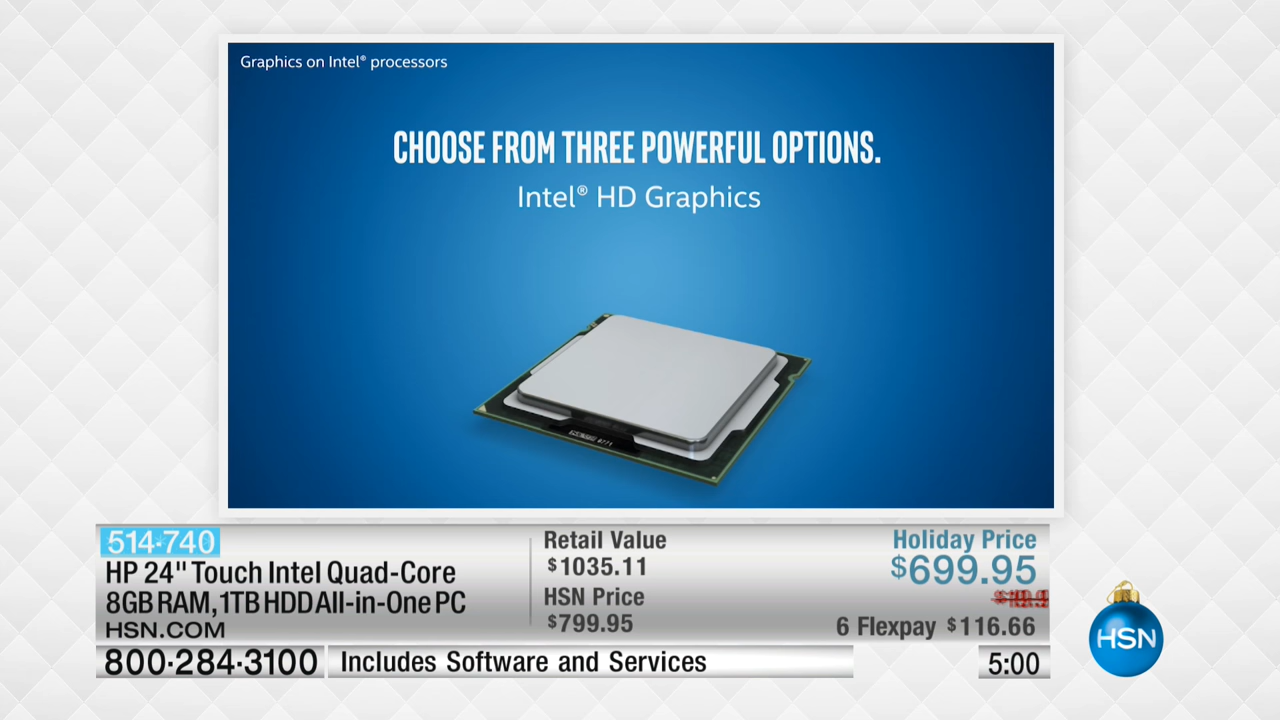 Graphics on Intel® processors
CHOOSE FROM THREE POWERFUL OPTIONS.
Intel® HD Graphics
514·740
HP 24" Touch Intel Quad-Core
8GB RAM, 1TB HDD All-in-One PC
HSN.COM
Retail Value
$1035.11
HSN Price
$799.95
Holiday Price
$699.95
6 Flexpay $116.66
HSN
800·284·3100
Includes Software and Services
5:00